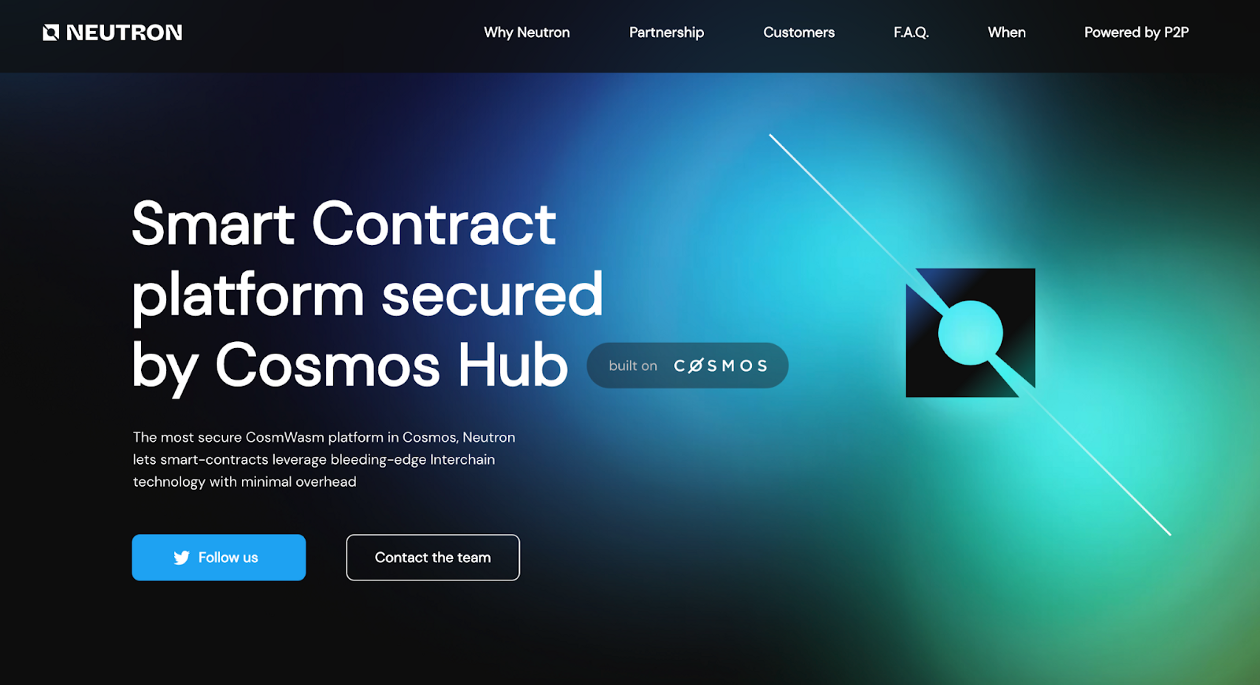 NEUTRON
Why Neutron
Partnership
Customers
F.A.Q.
When
Powered by P2P
Smart Contract
platform secured
by Cosmos Hub
built on COSMOS
The most secure CosmWasm platform in Cosmos, Neutron
lets smart-contracts leverage bleeding-edge Interchain
technology with minimal overhead
Follow us
Contact the team